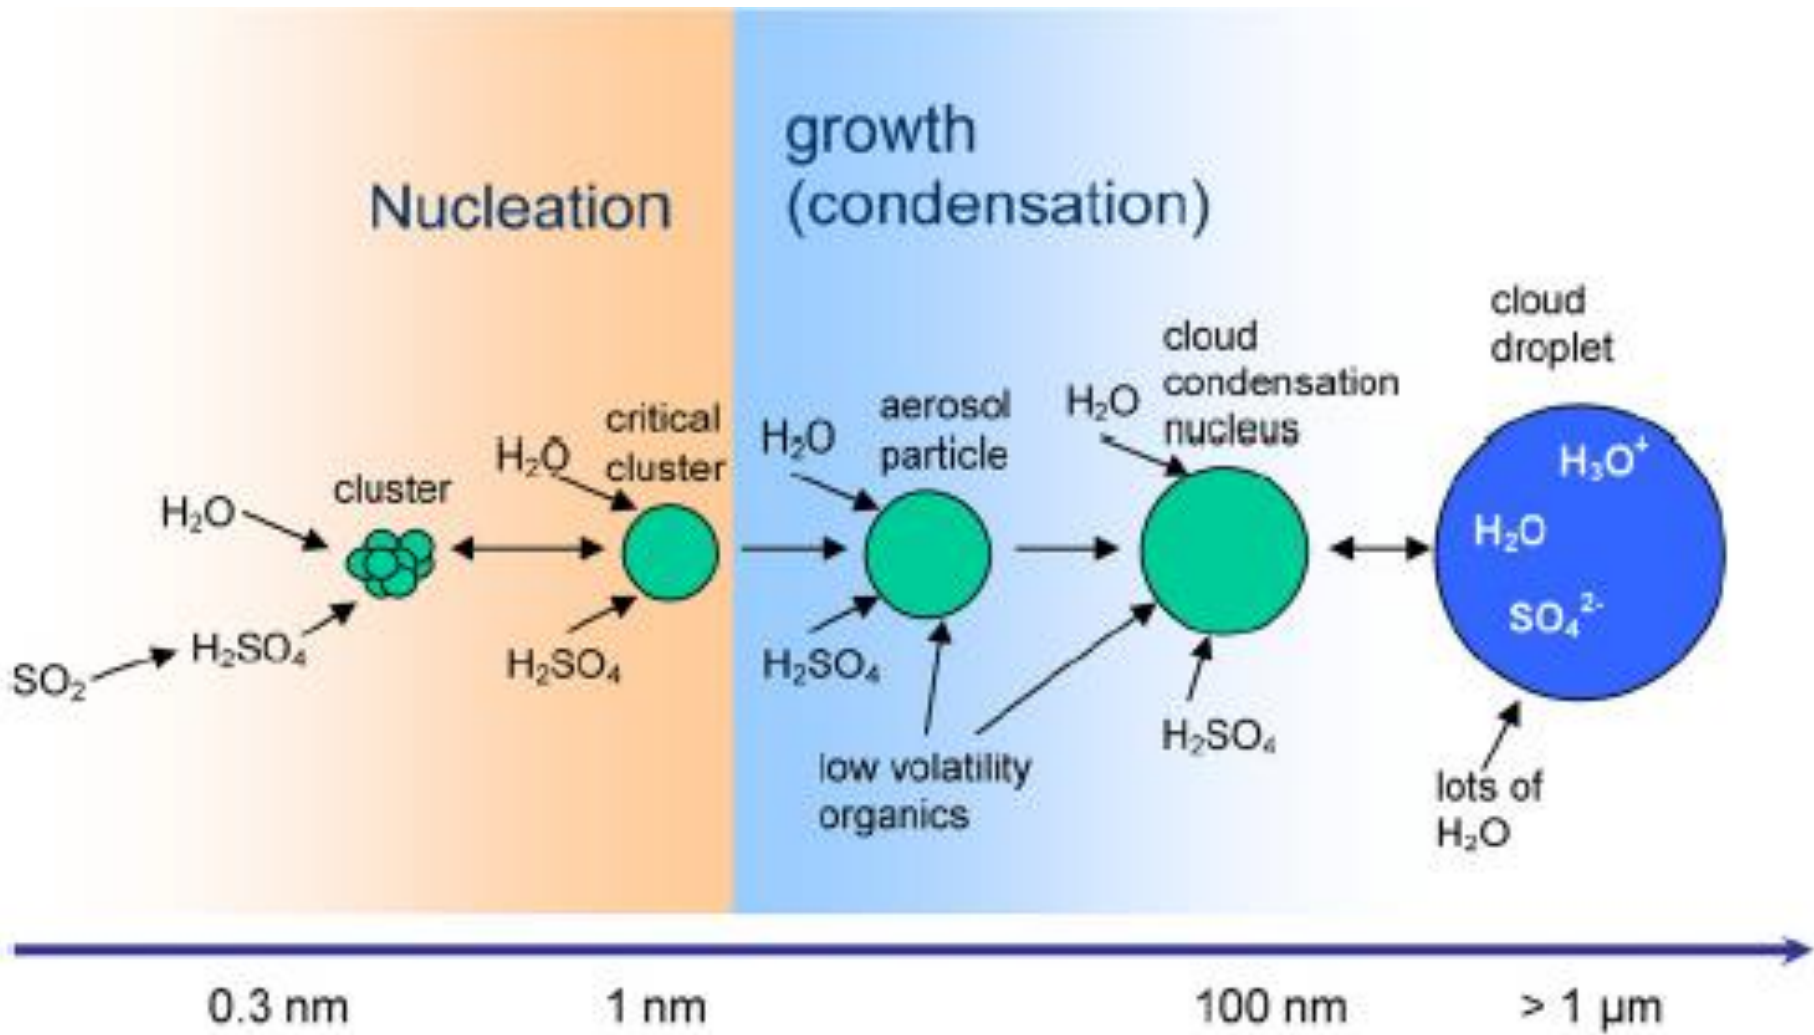 growth
(condensation)
Nucleation
cloud
droplet
cloud
condensation
nucleus
H₂O
aerosol
particle
H₂O
critical
cluster
H₂O
cluster
H₂O
H₃O⁺
H₂O
SO₄²⁻
H₂SO₄
SO₂
H₂SO₄
H₂SO₄
H₂SO₄
low volatility
organics
lots of
H₂O
0.3 nm
1 nm
100 nm
> 1 µm